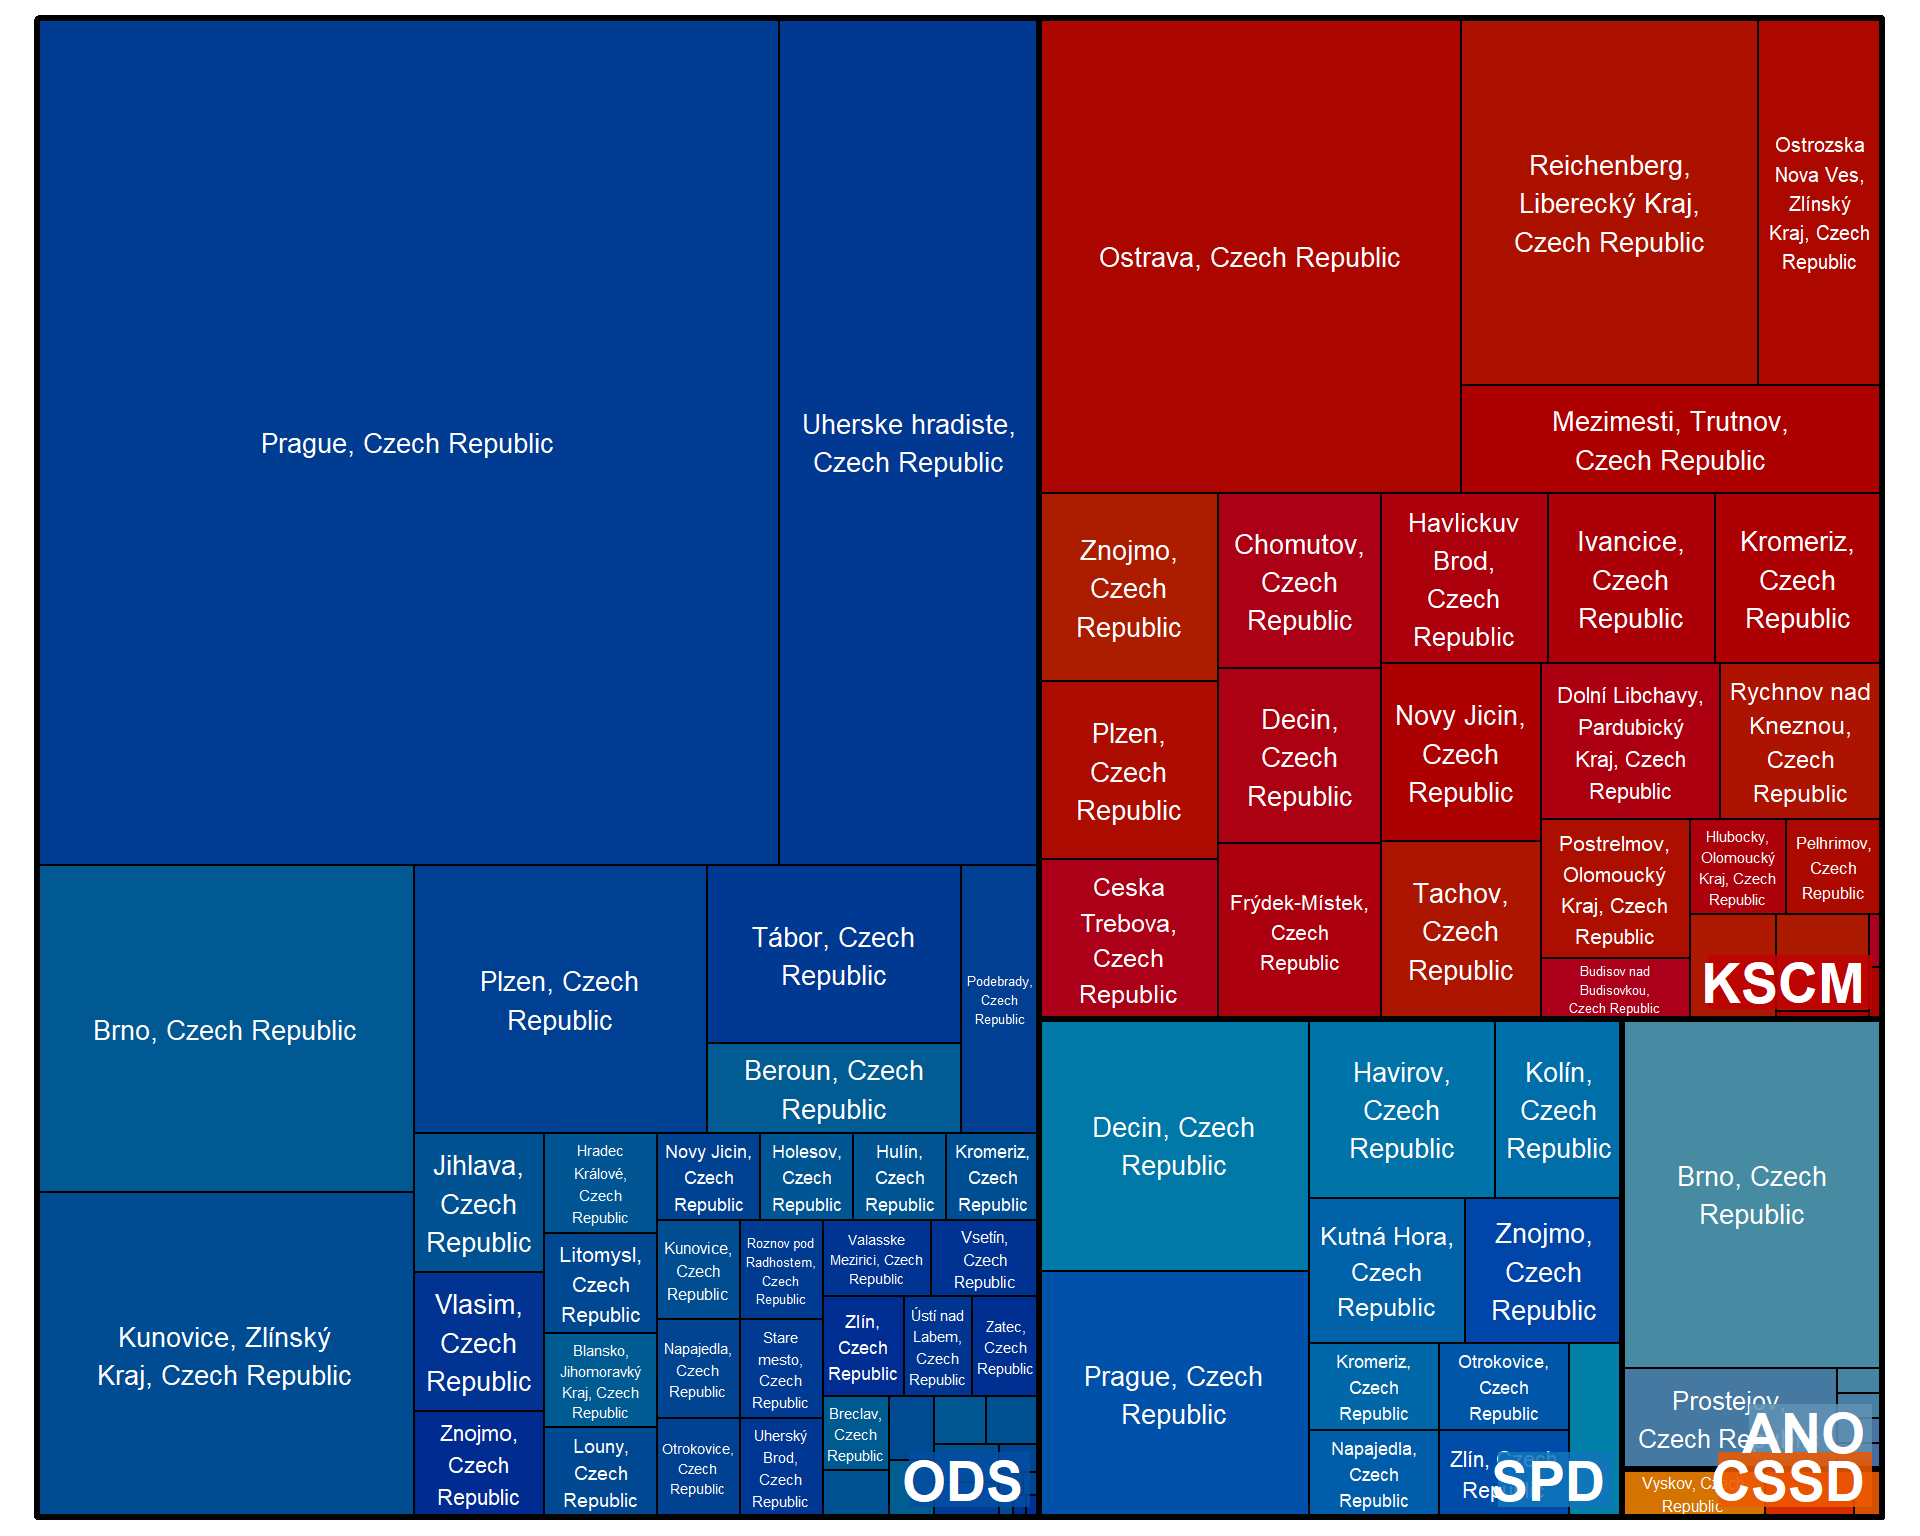 Prague, Czech Republic
Uherske hradiste,
Czech Republic
Brno, Czech Republic
Kunovice, Zlínský
Kraj, Czech Republic
Plzen, Czech
Republic
Tábor, Czech
Republic
Beroun, Czech
Republic
Podebrady,
Czech
Republic
Jihlava,
Czech
Republic
Vlasim,
Czech
Republic
Znojmo,
Czech
Republic
Hradec
Králové,
Czech
Republic
Litomysl,
Czech
Republic
Blansko,
Jihomoravký
Kraj, Czech
Republic
Louny,
Czech
Republic
Novy Jicin,
Czech
Republic
Holesov,
Czech
Republic
Hulín,
Czech
Republic
Kromeriz,
Czech
Republic
Kunovice,
Czech
Republic
Roznov pod
Radhostem,
Czech
Republic
Valasske
Mezirici, Czech
Republic
Vsetín,
Czech
Republic
Napajedla,
Czech
Republic
Stare
mesto,
Czech
Republic
Zlín,
Czech
Republic
Ústí nad
Labem,
Czech
Republic
Zatec,
Czech
Republic
Otrokovice,
Czech
Republic
Uherský
Brod,
Czech
Republic
Breclav,
Czech
Republic
ODS
Ostrava, Czech Republic
Reichenberg,
Liberecký Kraj,
Czech Republic
Ostrozska
Nova Ves,
Zlínský
Kraj, Czech
Republic
Mezimesti, Trutnov,
Czech Republic
Znojmo,
Czech
Republic
Chomutov,
Czech
Republic
Havlickuv
Brod,
Czech
Republic
Ivancice,
Czech
Republic
Kromeriz,
Czech
Republic
Plzen,
Czech
Republic
Decin,
Czech
Republic
Novy Jicin,
Czech
Republic
Dolní Libchavy,
Pardubický
Kraj, Czech
Republic
Rychnov nad
Kneznou,
Czech
Republic
Ceska
Trebova,
Czech
Republic
Frýdek-Místek,
Czech
Republic
Tachov,
Czech
Republic
Postrelmov,
Olomoucký
Kraj, Czech
Republic
Hlubocky,
Olomoucký
Kraj, Czech
Republic
Pelhrimov,
Czech
Republic
Budisov nad
Budisovkou,
Czech Republic
KSCM
Decin, Czech
Republic
Prague, Czech
Republic
Havirov,
Czech
Republic
Kolín,
Czech
Republic
Kutná Hora,
Czech
Republic
Znojmo,
Czech
Republic
Kromeriz,
Czech
Republic
Otrokovice,
Czech
Republic
Napajedla,
Czech
Republic
Zlín, Czech
SPD
Brno, Czech
Republic
Prostejov,
Czech
ANO
Vyskov, Czech
Republic
CSSD